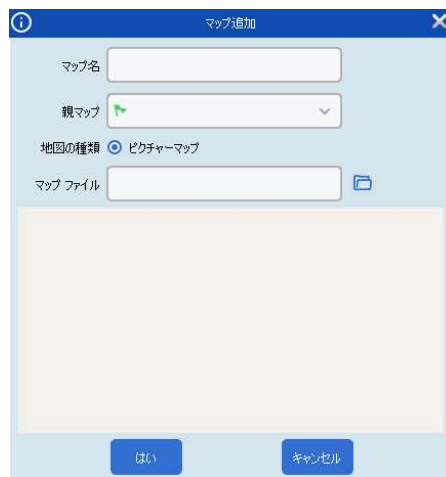 マップ追加
マップ名
親マップ
地図の種類 ピクチャーマップ
マップ ファイル
はい キャンセル